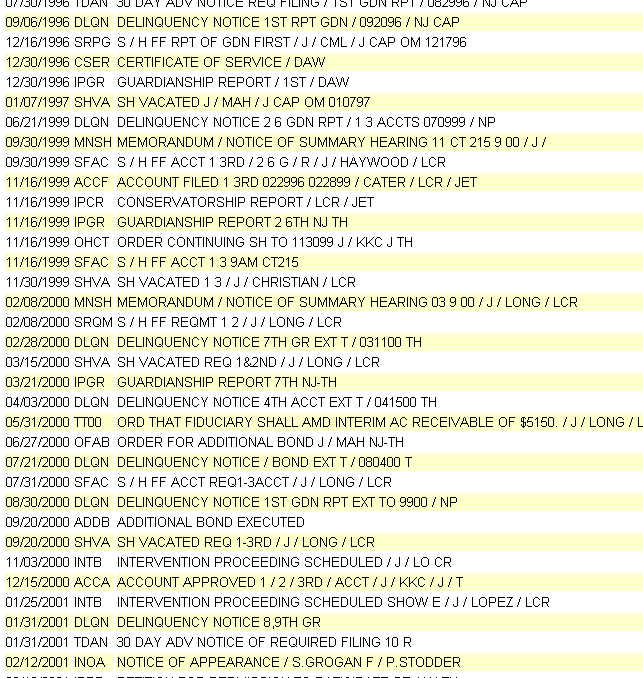 07/30/1996 TDAN 30 DAY ADV NOTICE REQ FILING / 1ST GDN RPT / 082996 / NJ CAP
09/06/1996 DLQN DELINQUENCY NOTICE 1ST RPT GDN / 092096 / NJ CAP
12/16/1996 SRPG S / H FF RPT OF GDN FIRST / J / CML / J CAP OM 121796
12/30/1996 CSER CERTIFICATE OF SERVICE / DAW
12/30/1996 IPGR GUARDIANSHIP REPORT / 1ST / DAW
01/07/1997 SHVA SH VACATED J / MAH / J CAP OM 010797
06/21/1999 DLQN DELINQUENCY NOTICE 2 6 GDN RPT / 1 3 ACCTS 070999 / NP
09/30/1999 MNSH MEMORANDUM / NOTICE OF SUMMARY HEARING 11 CT 215 9 00 / J /
09/30/1999 SFAC S / H FF ACCT 1 3RD / 2 6 G / R / J / HAYWOOD / LCR
11/16/1999 ACCF ACCOUNT FILED 1 3RD 022996 022899 / CATER / LCR / JET
11/16/1999 IPCR CONSERVATORSHIP REPORT / LCR / JET
11/16/1999 IPGR GUARDIANSHIP REPORT 2 6TH NJ TH
11/16/1999 OHCT ORDER CONTINUING SH TO 113099 J / KKC J TH
11/16/1999 SFAC S / H FF ACCT 1 3 9AM CT215
11/30/1999 SHVA SH VACATED 1 3 / J / CHRISTIAN / LCR
02/08/2000 MNSH MEMORANDUM / NOTICE OF SUMMARY HEARING 03 9 00 / J / LONG / LCR
02/08/2000 SRQM S / H FF REQMT 1 2 / J / LONG / LCR
02/28/2000 DLQN DELINQUENCY NOTICE 7TH GR EXT T / 031100 TH
03/15/2000 SHVA SH VACATED REQ 1&2ND / J / LONG / LCR
03/21/2000 IPGR GUARDIANSHIP REPORT 7TH NJ-TH
04/03/2000 DLQN DELINQUENCY NOTICE 4TH ACCT EXT T / 041500 TH
05/31/2000 TT00 ORD THAT FIDUCIARY SHALL AMD INTERIM AC RECEIVABLE OF $5150. / J / LONG / L
06/27/2000 OFAB ORDER FOR ADDITIONAL BOND J / MAH NJ-TH
07/21/2000 DLQN DELINQUENCY NOTICE / BOND EXT T / 080400 T
07/31/2000 SFAC S / H FF ACCT REQ1-3ACCT / J / LONG / LCR
08/30/2000 DLQN DELINQUENCY NOTICE 1ST GDN RPT EXT TO 9900 / NP
09/20/2000 ADDB ADDITIONAL BOND EXECUTED
09/20/2000 SHVA SH VACATED REQ 1-3RD / J / LONG / LCR
11/03/2000 INTB INTERVENTION PROCEEDING SCHEDULED / J / LO CR
12/15/2000 ACCA ACCOUNT APPROVED 1 / 2 / 3RD / ACCT / J / KKC / J / T
01/25/2001 INTB INTERVENTION PROCEEDING SCHEDULED SHOW E / J / LOPEZ / LCR
01/31/2001 DLQN DELINQUENCY NOTICE 8,9TH GR
01/31/2001 TDAN 30 DAY ADV NOTICE OF REQUIRED FILING 10 R
02/12/2001 INOA NOTICE OF APPEARANCE / S.GROGAN F / P.STODDER